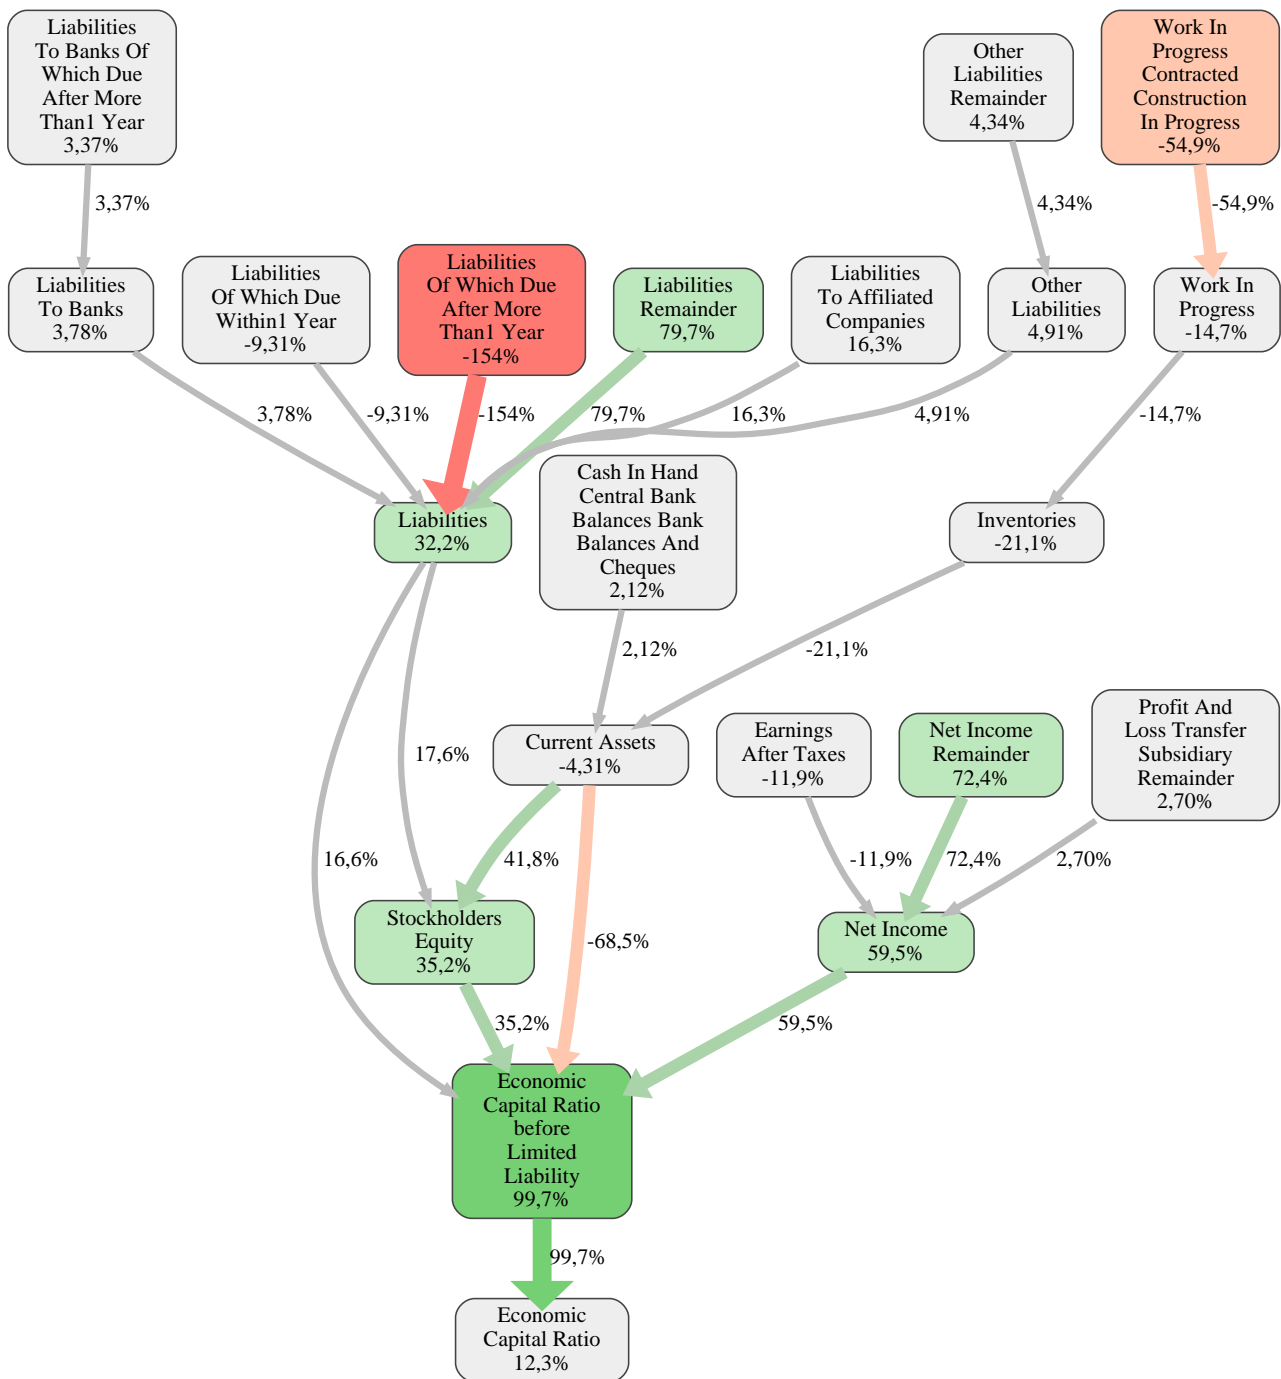 Liabilities
To Banks Of
Which Due
After More
Than1 Year
3,37%
Other
Liabilities
Remainder
4,34%
Work In
Progress
Contracted
Construction
In Progress
-54,9%
3,37%
4,34%
-54,9%
Liabilities
To Banks
3,78%
Liabilities
Of Which Due
Within1 Year
-9,31%
Liabilities
Of Which Due
After More
Than1 Year
-154%
Liabilities
Remainder
79,7%
Liabilities
To Affiliated
Companies
16,3%
Other
Liabilities
4,91%
Work In
Progress
-14,7%
3,78%
-9,31%
-154%
79,7%
16,3%
4,91%
-14,7%
Liabilities
32,2%
Cash In Hand
Central Bank
Balances Bank
Balances And
Cheques
2,12%
Inventories
-21,1%
2,12%
-21,1%
17,6%
Current Assets
-4,31%
Earnings
After Taxes
-11,9%
Net Income
Remainder
72,4%
Profit And
Loss Transfer
Subsidiary
Remainder
2,70%
16,6%
41,8%
-11,9%
72,4%
2,70%
Stockholders
Equity
35,2%
-68,5%
Net Income
59,5%
35,2%
59,5%
Economic
Capital Ratio
before
Limited
Liability
99,7%
99,7%
Economic
Capital Ratio
12,3%